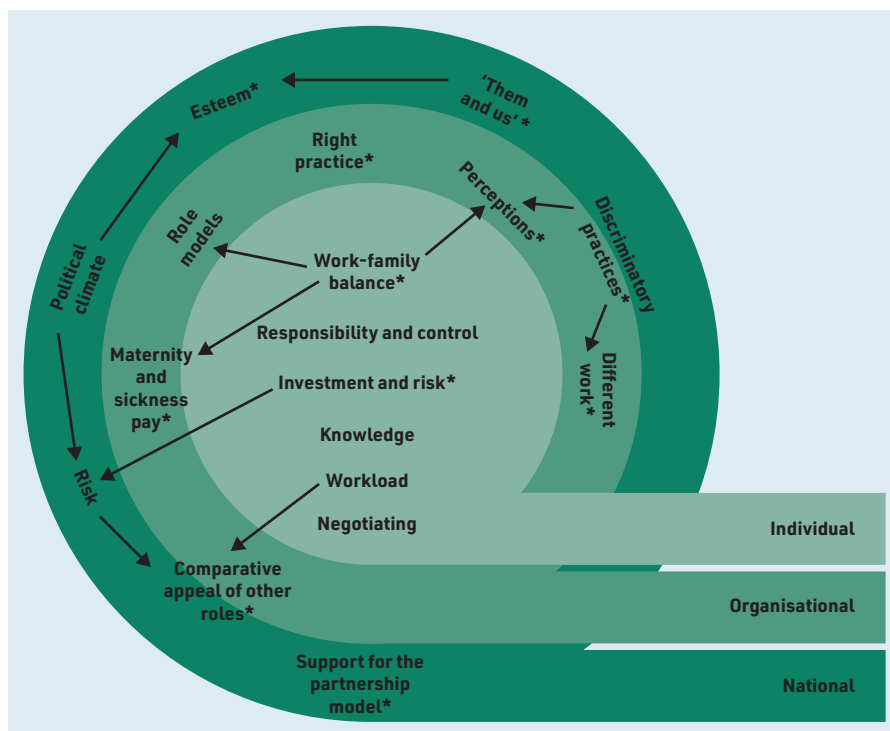 'Them
and us'*
Esteem*
Right
practice*
Perceptions*
Discriminatory
practices*
Role
models
Political
climate
Work-family
balance*
Responsibility and control
Maternity
and
sickness
pay*
Investment and risk*
Different
work*
Knowledge
Risk
Workload
Negotiating
Individual
Comparative
appeal of other
roles*
Organisational
Support for the
partnership
model*
National